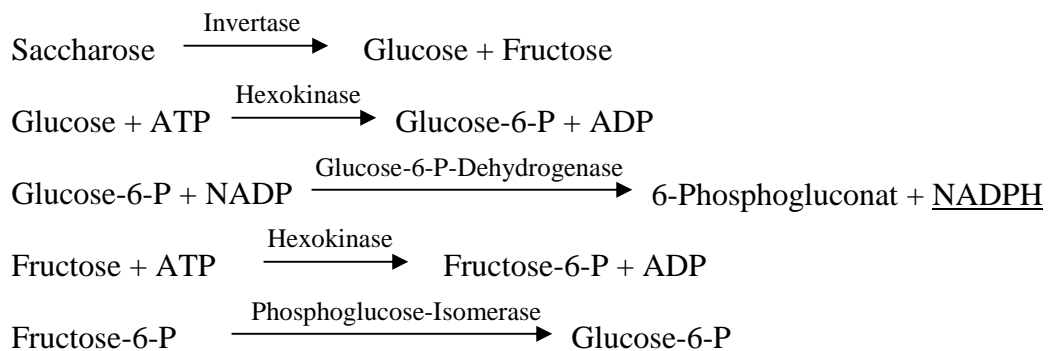 Invertase
Saccharose Glucose + Fructose
Hexokinase
Glucose + ATP Glucose-6-P + ADP
Glucose-6-P-Dehydrogenase
Glucose-6-P + NADP 6-Phosphogluconat + NADPH
Hexokinase
Fructose + ATP Fructose-6-P + ADP
Phosphoglucose-Isomerase
Fructose-6-P Glucose-6-P